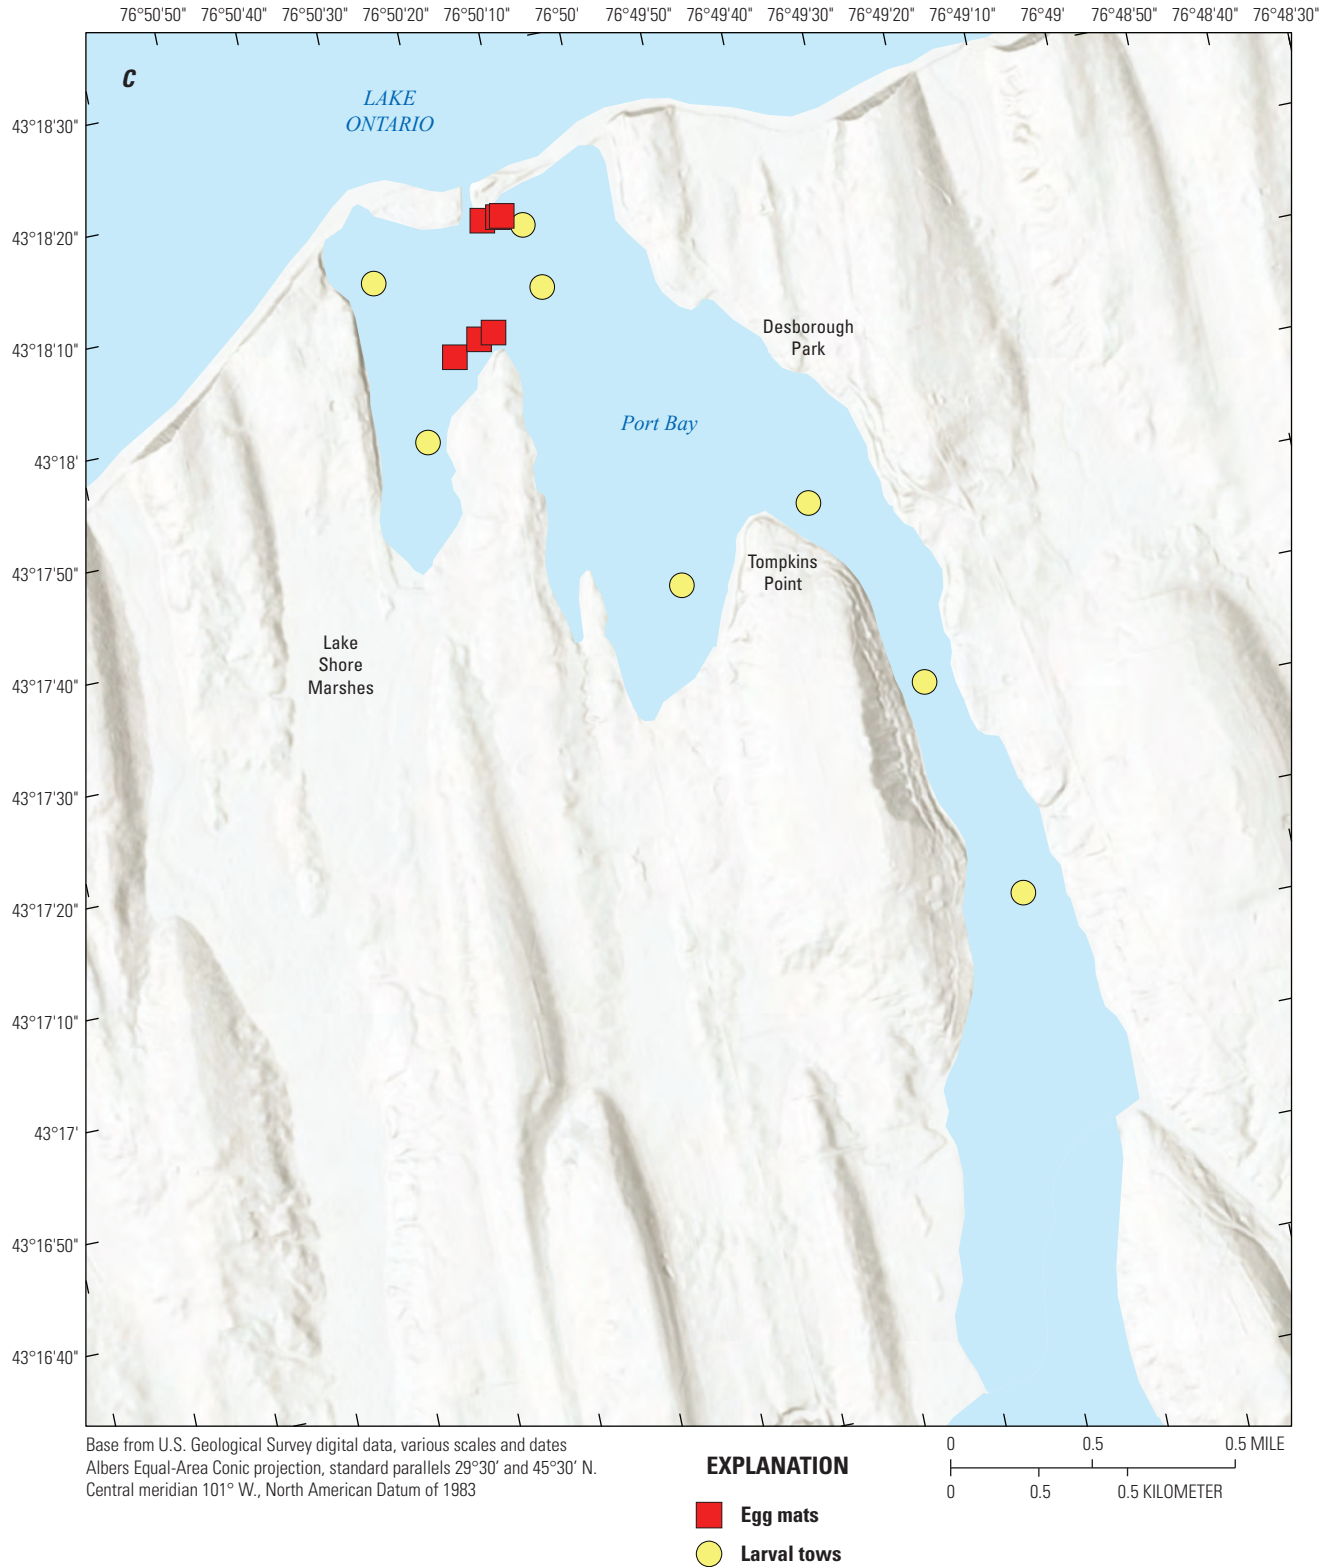 76°50'50" 76°50'40" 76°50'30" 76°50'20" 76°50'10" 76°50' 76°49'50" 76°49'40" 76°49'30" 76°49'20" 76°49'10" 76°49' 76°48'50" 76°48'40" 76°48'30"
C
LAKE
ONTARIO
43°18'30"
43°18'20"
43°18'10"
Desborough
Park
Port Bay
43°18'
Tompkins
Point
43°17'50"
Lake
Shore
Marshes
43°17'40"
43°17'30"
43°17'20"
43°17'10"
43°17'
43°16'50"
43°16'40"
Base from U.S. Geological Survey digital data, various scales and dates
Albers Equal-Area Conic projection, standard parallels 29°30′ and 45°30′ N.
Central meridian 101° W., North American Datum of 1983
EXPLANATION
Egg mats
Larval tows
0 0.5 0.5 MILE
0 0.5 0.5 KILOMETER